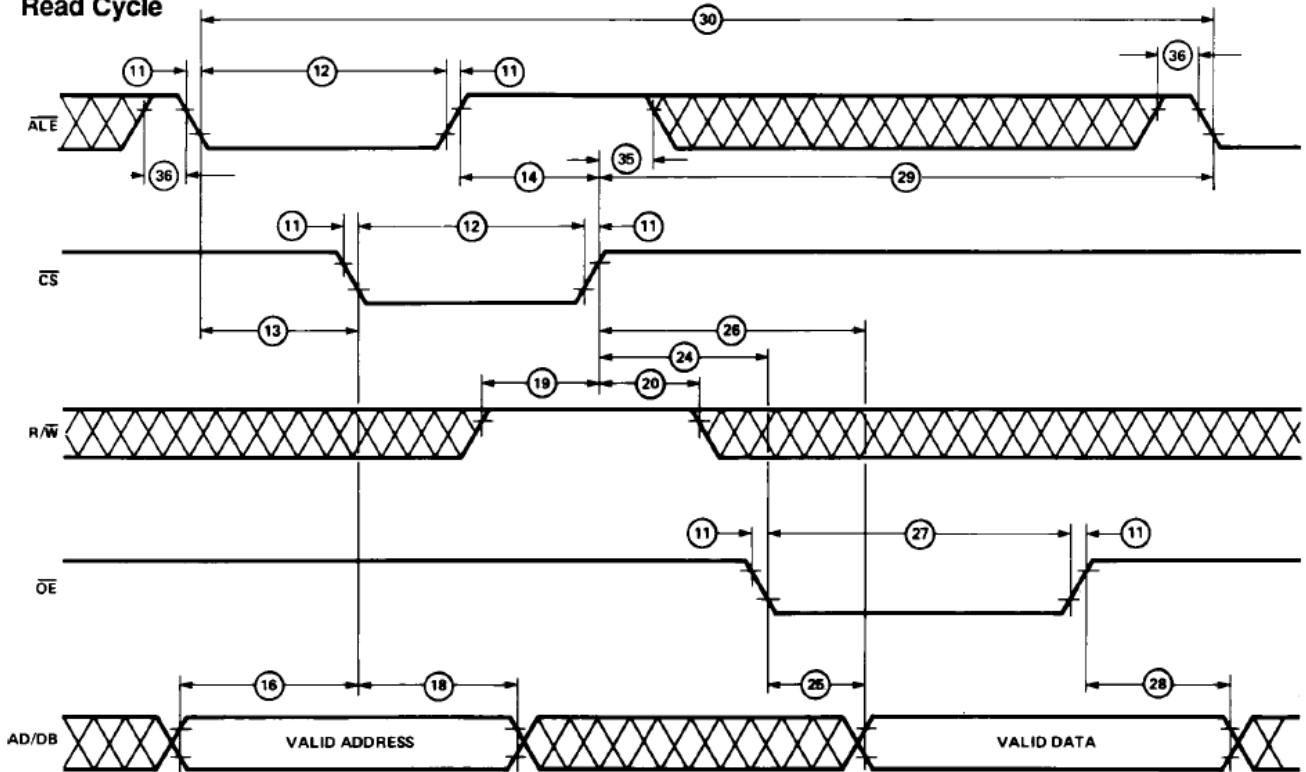 Read Cycle
30
11 12 11 36
ALE
36 14 35 29
11 12 11
CS
13 26
24
19 20
R/W
11 27 11
OE
16 18 25 28
AD/DB VALID ADDRESS VALID DATA